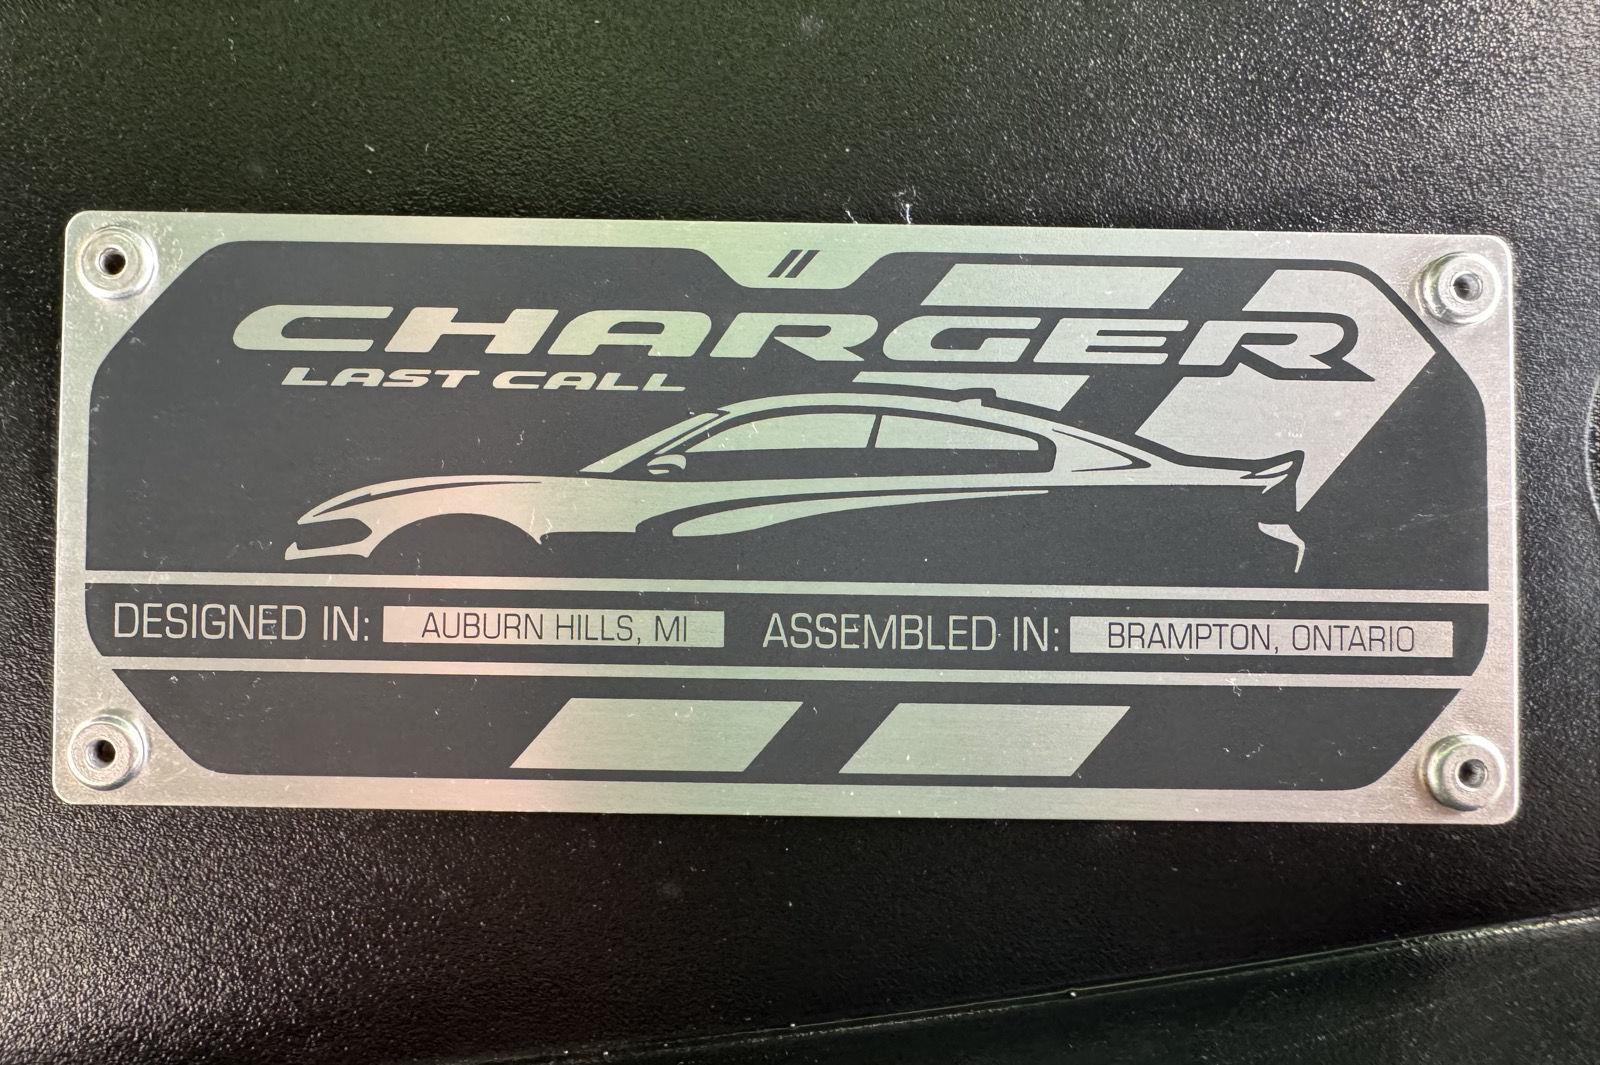 CHARGER
LAST CALL
DESIGNED IN: AUBURN HILLS, MI ASSEMBLED IN: BRAMPTON, ONTARIO